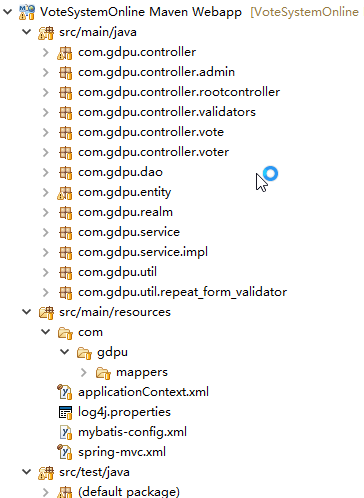 VoteSystemOnline Maven Webapp [VoteSystemOnline
src/main/java
com.gdpu.controller
com.gdpu.controller.admin
com.gdpu.controller.rootcontroller
com.gdpu.controller.validators
com.gdpu.controller.vote
com.gdpu.controller.voter
com.gdpu.dao
com.gdpu.entity
com.gdpu.realm
com.gdpu.service
com.gdpu.service.impl
com.gdpu.util
com.gdpu.util.repeat_form_validator
src/main/resources
com
gdpu
mappers
applicationContext.xml
log4j.properties
mybatis-config.xml
spring-mvc.xml
src/test/java
(default package)